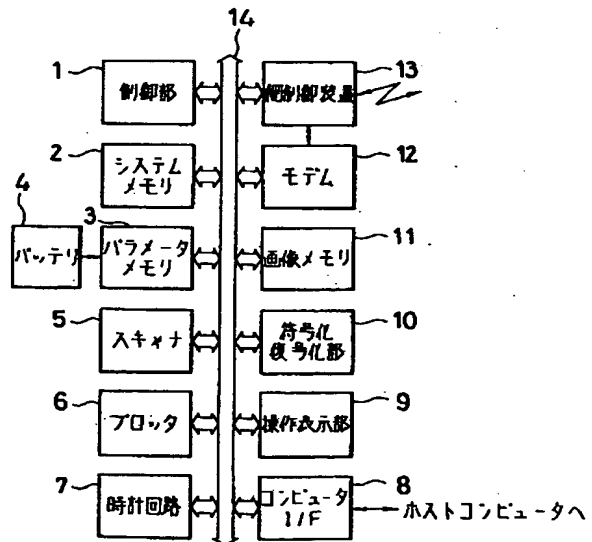 14
1
制御部
13
網制御装置
2
システム
メモリ
12
モデム
4
バッテリ
3
パラメータ
メモリ
11
画像メモリ
5
スキャナ
10
符号化
復号化部
6
プロッタ
9
操作表示部
7
時計回路
8
コンピュータ
I/F
ホストコンピュータへ